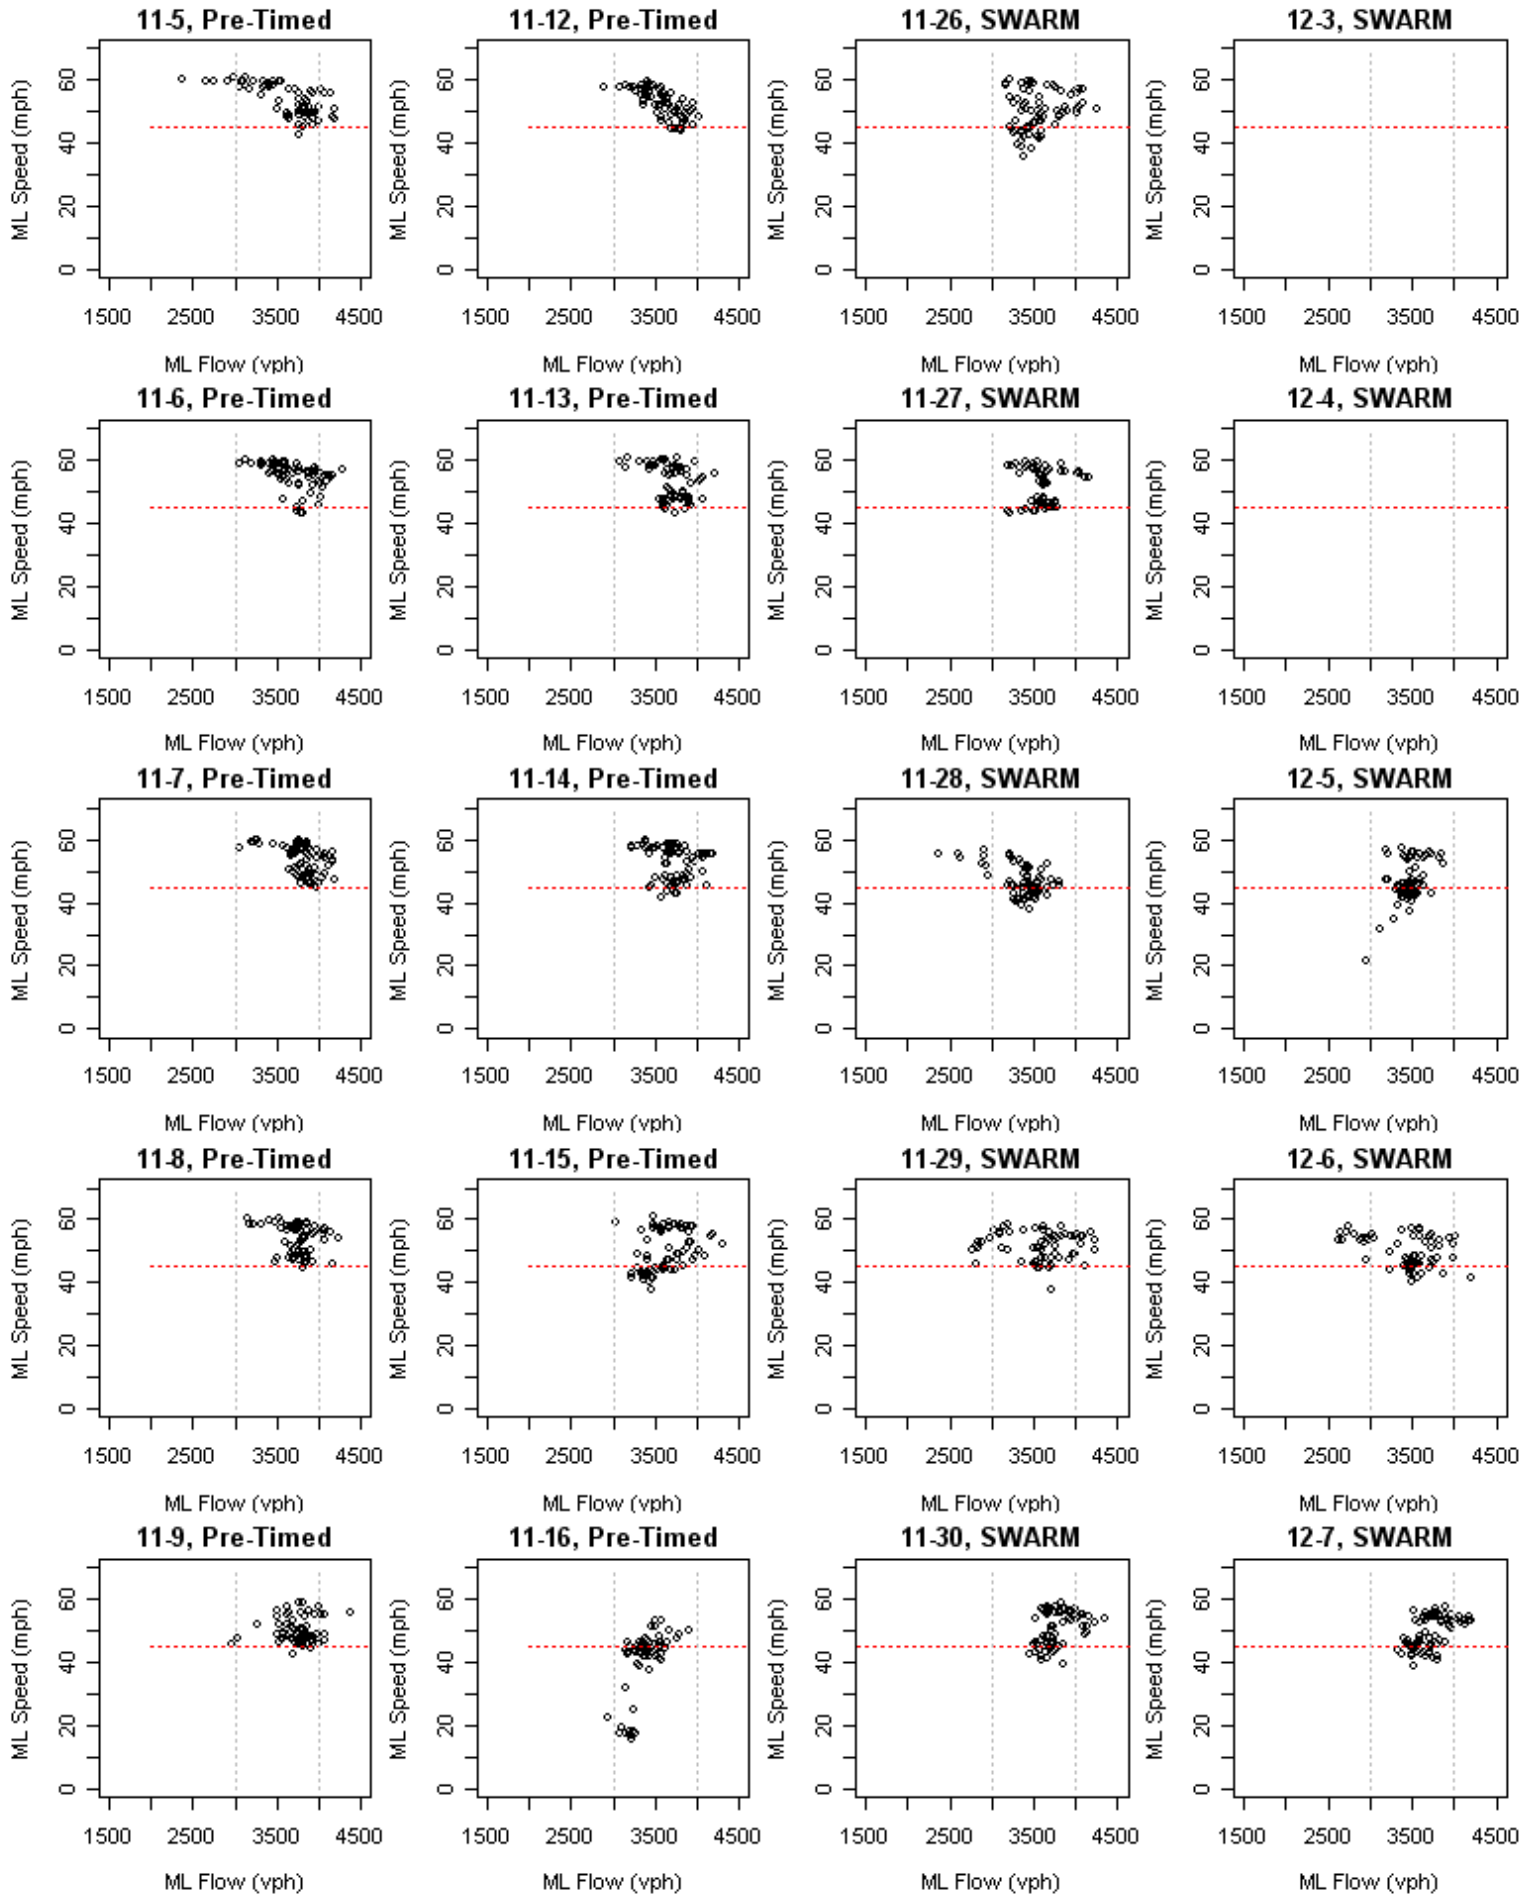 11-5, Pre-Timed 11-12, Pre-Timed 11-26, SWARM 12-3, SWARM
ML Speed (mph) ML Speed (mph) ML Speed (mph) ML Speed (mph)
60 60 60 60
40 40 40 40
20 20 20 20
0 0 0 0
1500 2500 3500 4500 1500 2500 3500 4500 1500 2500 3500 4500 1500 2500 3500 4500
ML Flow (vph) ML Flow (vph) ML Flow (vph) ML Flow (vph)
11-6, Pre-Timed 11-13, Pre-Timed 11-27, SWARM 12-4, SWARM
ML Speed (mph) ML Speed (mph) ML Speed (mph) ML Speed (mph)
60 60 60 60
40 40 40 40
20 20 20 20
0 0 0 0
1500 2500 3500 4500 1500 2500 3500 4500 1500 2500 3500 4500 1500 2500 3500 4500
ML Flow (vph) ML Flow (vph) ML Flow (vph) ML Flow (vph)
11-7, Pre-Timed 11-14, Pre-Timed 11-28, SWARM 12-5, SWARM
ML Speed (mph) ML Speed (mph) ML Speed (mph) ML Speed (mph)
60 60 60 60
40 40 40 40
20 20 20 20
0 0 0 0
1500 2500 3500 4500 1500 2500 3500 4500 1500 2500 3500 4500 1500 2500 3500 4500
ML Flow (vph) ML Flow (vph) ML Flow (vph) ML Flow (vph)
11-8, Pre-Timed 11-15, Pre-Timed 11-29, SWARM 12-6, SWARM
ML Speed (mph) ML Speed (mph) ML Speed (mph) ML Speed (mph)
60 60 60 60
40 40 40 40
20 20 20 20
0 0 0 0
1500 2500 3500 4500 1500 2500 3500 4500 1500 2500 3500 4500 1500 2500 3500 4500
ML Flow (vph) ML Flow (vph) ML Flow (vph) ML Flow (vph)
11-9, Pre-Timed 11-16, Pre-Timed 11-30, SWARM 12-7, SWARM
ML Speed (mph) ML Speed (mph) ML Speed (mph) ML Speed (mph)
60 60 60 60
40 40 40 40
20 20 20 20
0 0 0 0
1500 2500 3500 4500 1500 2500 3500 4500 1500 2500 3500 4500 1500 2500 3500 4500
ML Flow (vph) ML Flow (vph) ML Flow (vph) ML Flow (vph)